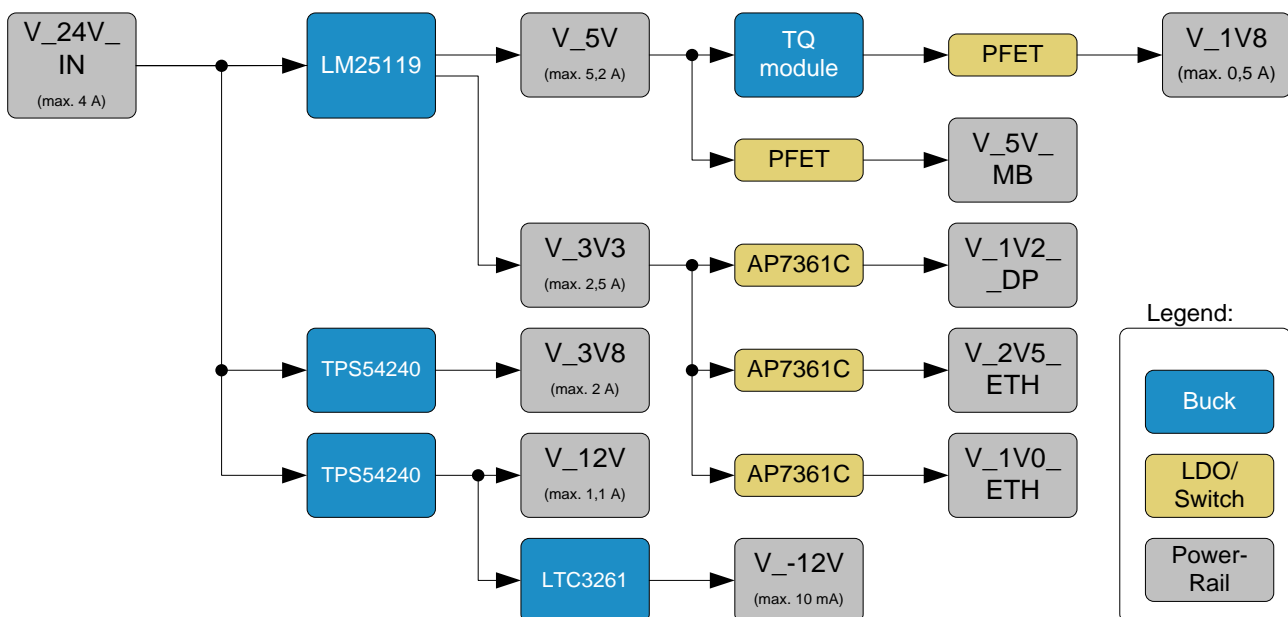 V_24V_
IN
(max. 4 A)
LM25119
V_5V
(max. 5,2 A)
TQ
module
PFET
V_1V8
(max. 0,5 A)
PFET
V_5V_
MB
V_3V3
(max. 2,5 A)
AP7361C
V_1V2_
_DP
TPS54240
V_3V8
(max. 2 A)
AP7361C
V_2V5_
ETH
TPS54240
V_12V
(max. 1,1 A)
AP7361C
V_1V0_
ETH
LTC3261
V_-12V
(max. 10 mA)
Legend:
Buck
LDO/
Switch
Power-
Rail